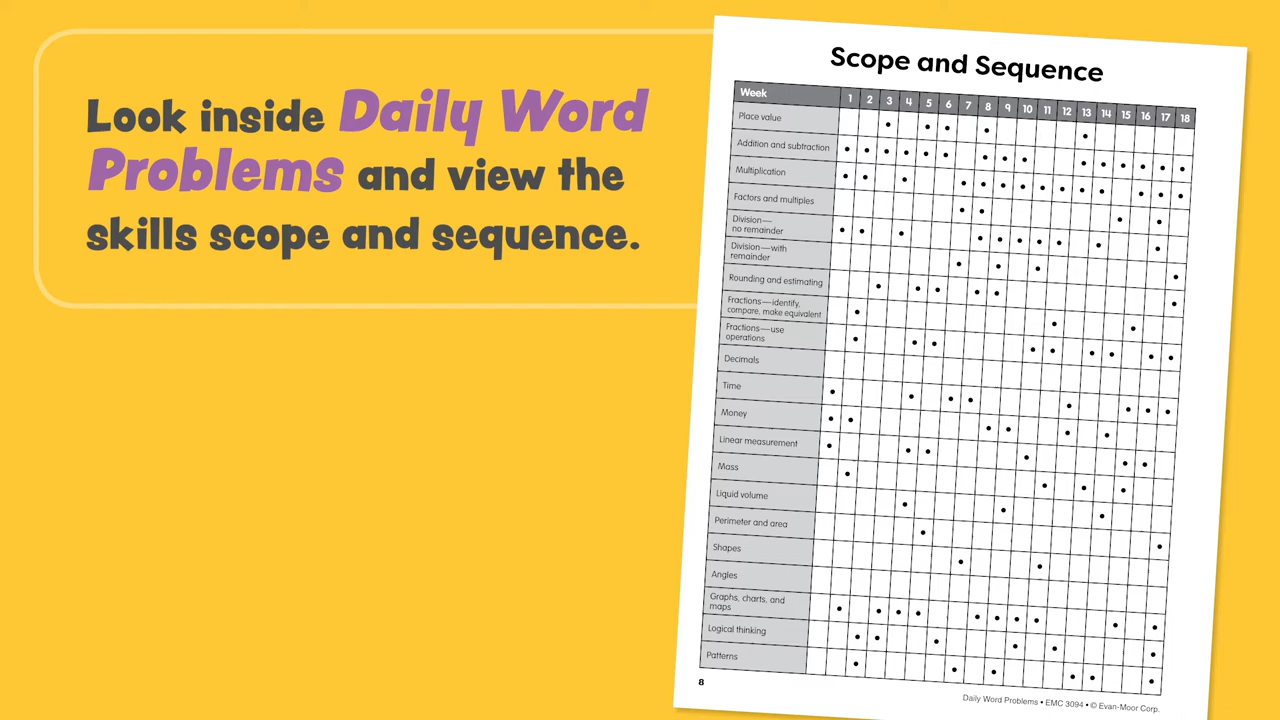 Look inside Daily Word
Problems and view the
skills scope and sequence.
Scope and Sequence
Week 1 2 3 4 5 6 7 8 9 10 11 12 13 14 15 16 17 18
Place value
Addition and subtraction
Multiplication
Factors and multiples
Division—
no remainder
Division—with
remainder
Rounding and estimating
Fractions—identify,
compare, make equivalent
Fractions—use
operations
Decimals
Time
Money
Linear measurement
Mass
Liquid volume
Perimeter and area
Shapes
Angles
Graphs, charts, and
maps
Logical thinking
Patterns
8
Daily Word Problems • EMC 3094 • © Evan-Moor Corp.